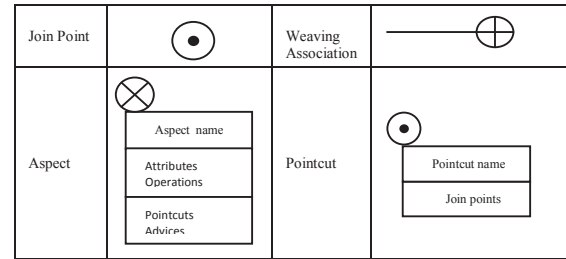 Join Point
Weaving
Association
Aspect
Aspect name
Attributes
Operations
Pointcuts
Advices
Pointcut
Pointcut name
Join points